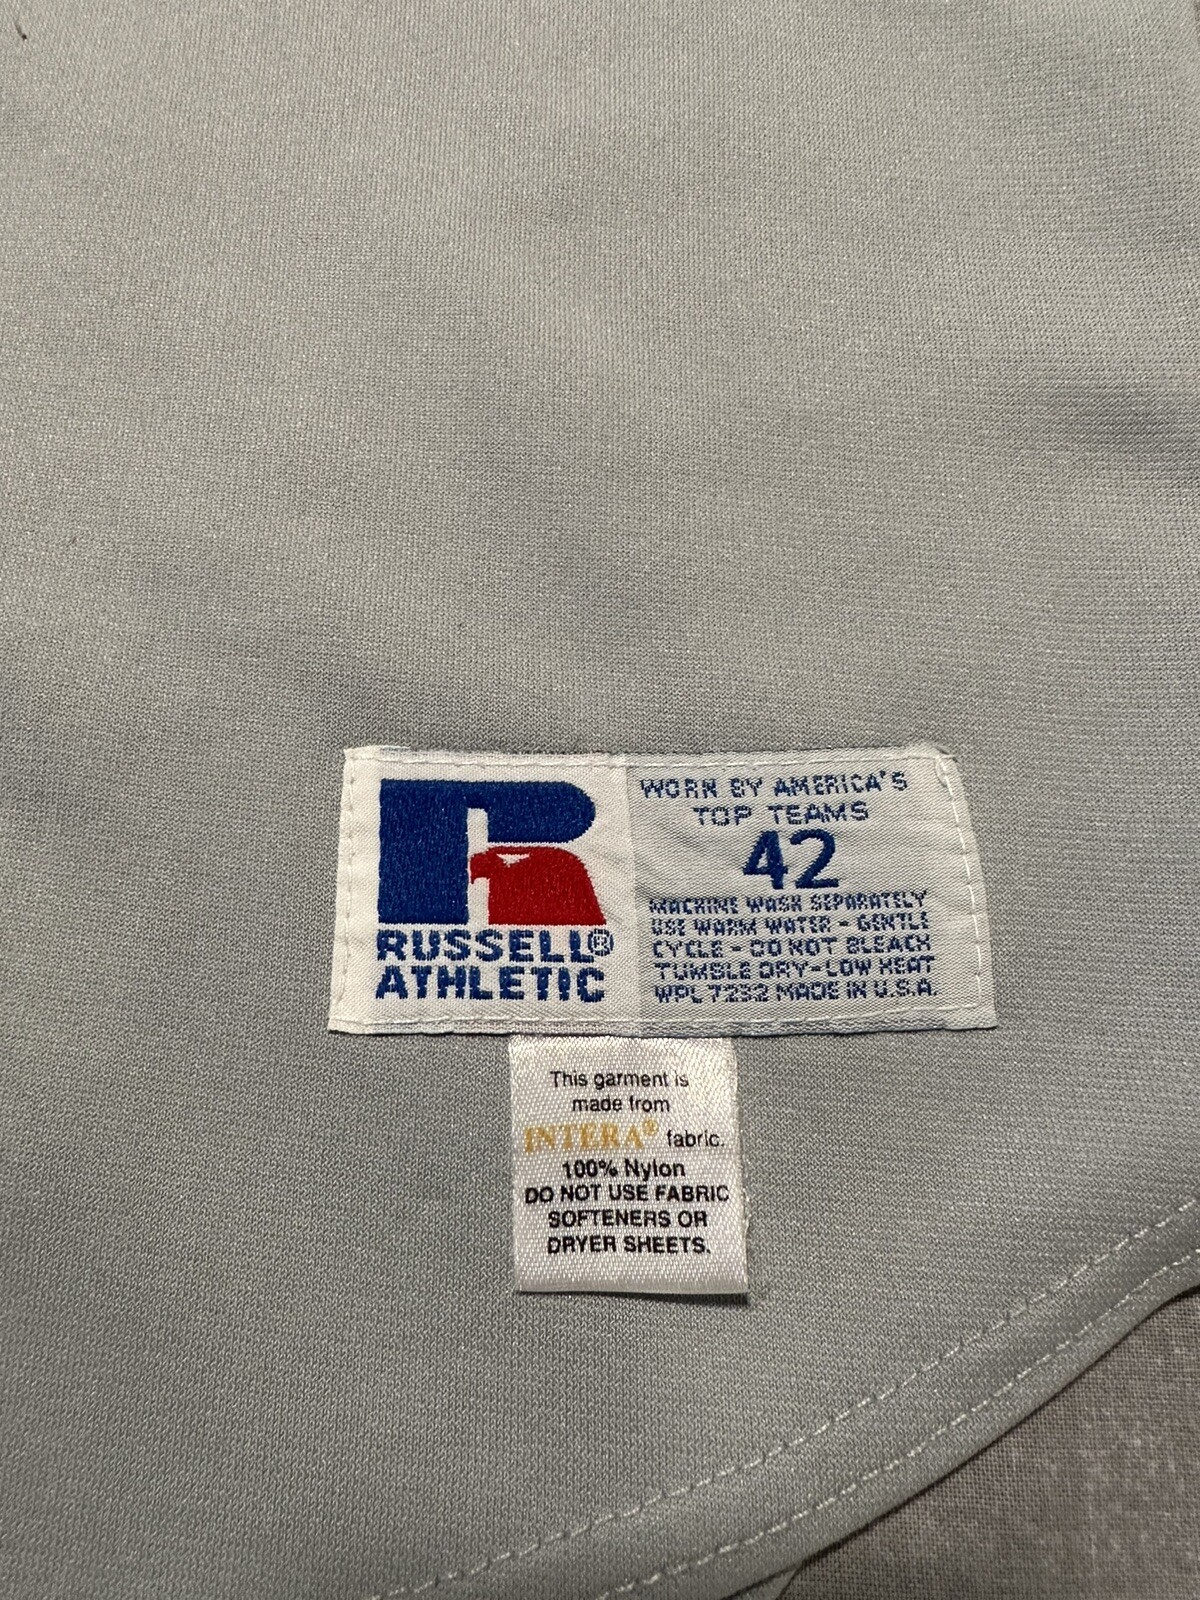 RUSSELL®
ATHLETIC
WORN BY AMERICA'S
TOP TEAMS
42
MACHINE WASH SEPARATELY
USE WARM WATER - GENTLE
CYCLE - DO NOT BLEACH
TUMBLE DRY - LOW HEAT
WPL 7232 MADE IN U.S.A.
This garment is
made from
INTERA® fabric.
100% Nylon
DO NOT USE FABRIC
SOFTENERS OR
DRYER SHEETS.